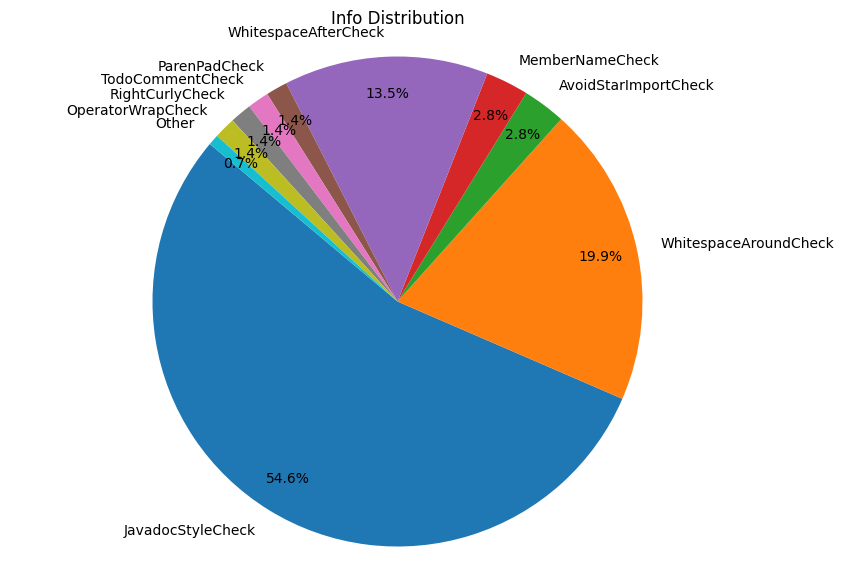 Info Distribution
WhitespaceAfterCheck
MemberNameCheck
ParenPadCheck
TodoCommentCheck
AvoidStarImportCheck
RightCurlyCheck
OperatorWrapCheck
Other
13.5%
2.8%
2.8%
1.4%
1.4%
1.4%
1.4%
0.7%
WhitespaceAroundCheck
19.9%
54.6%
JavadocStyleCheck